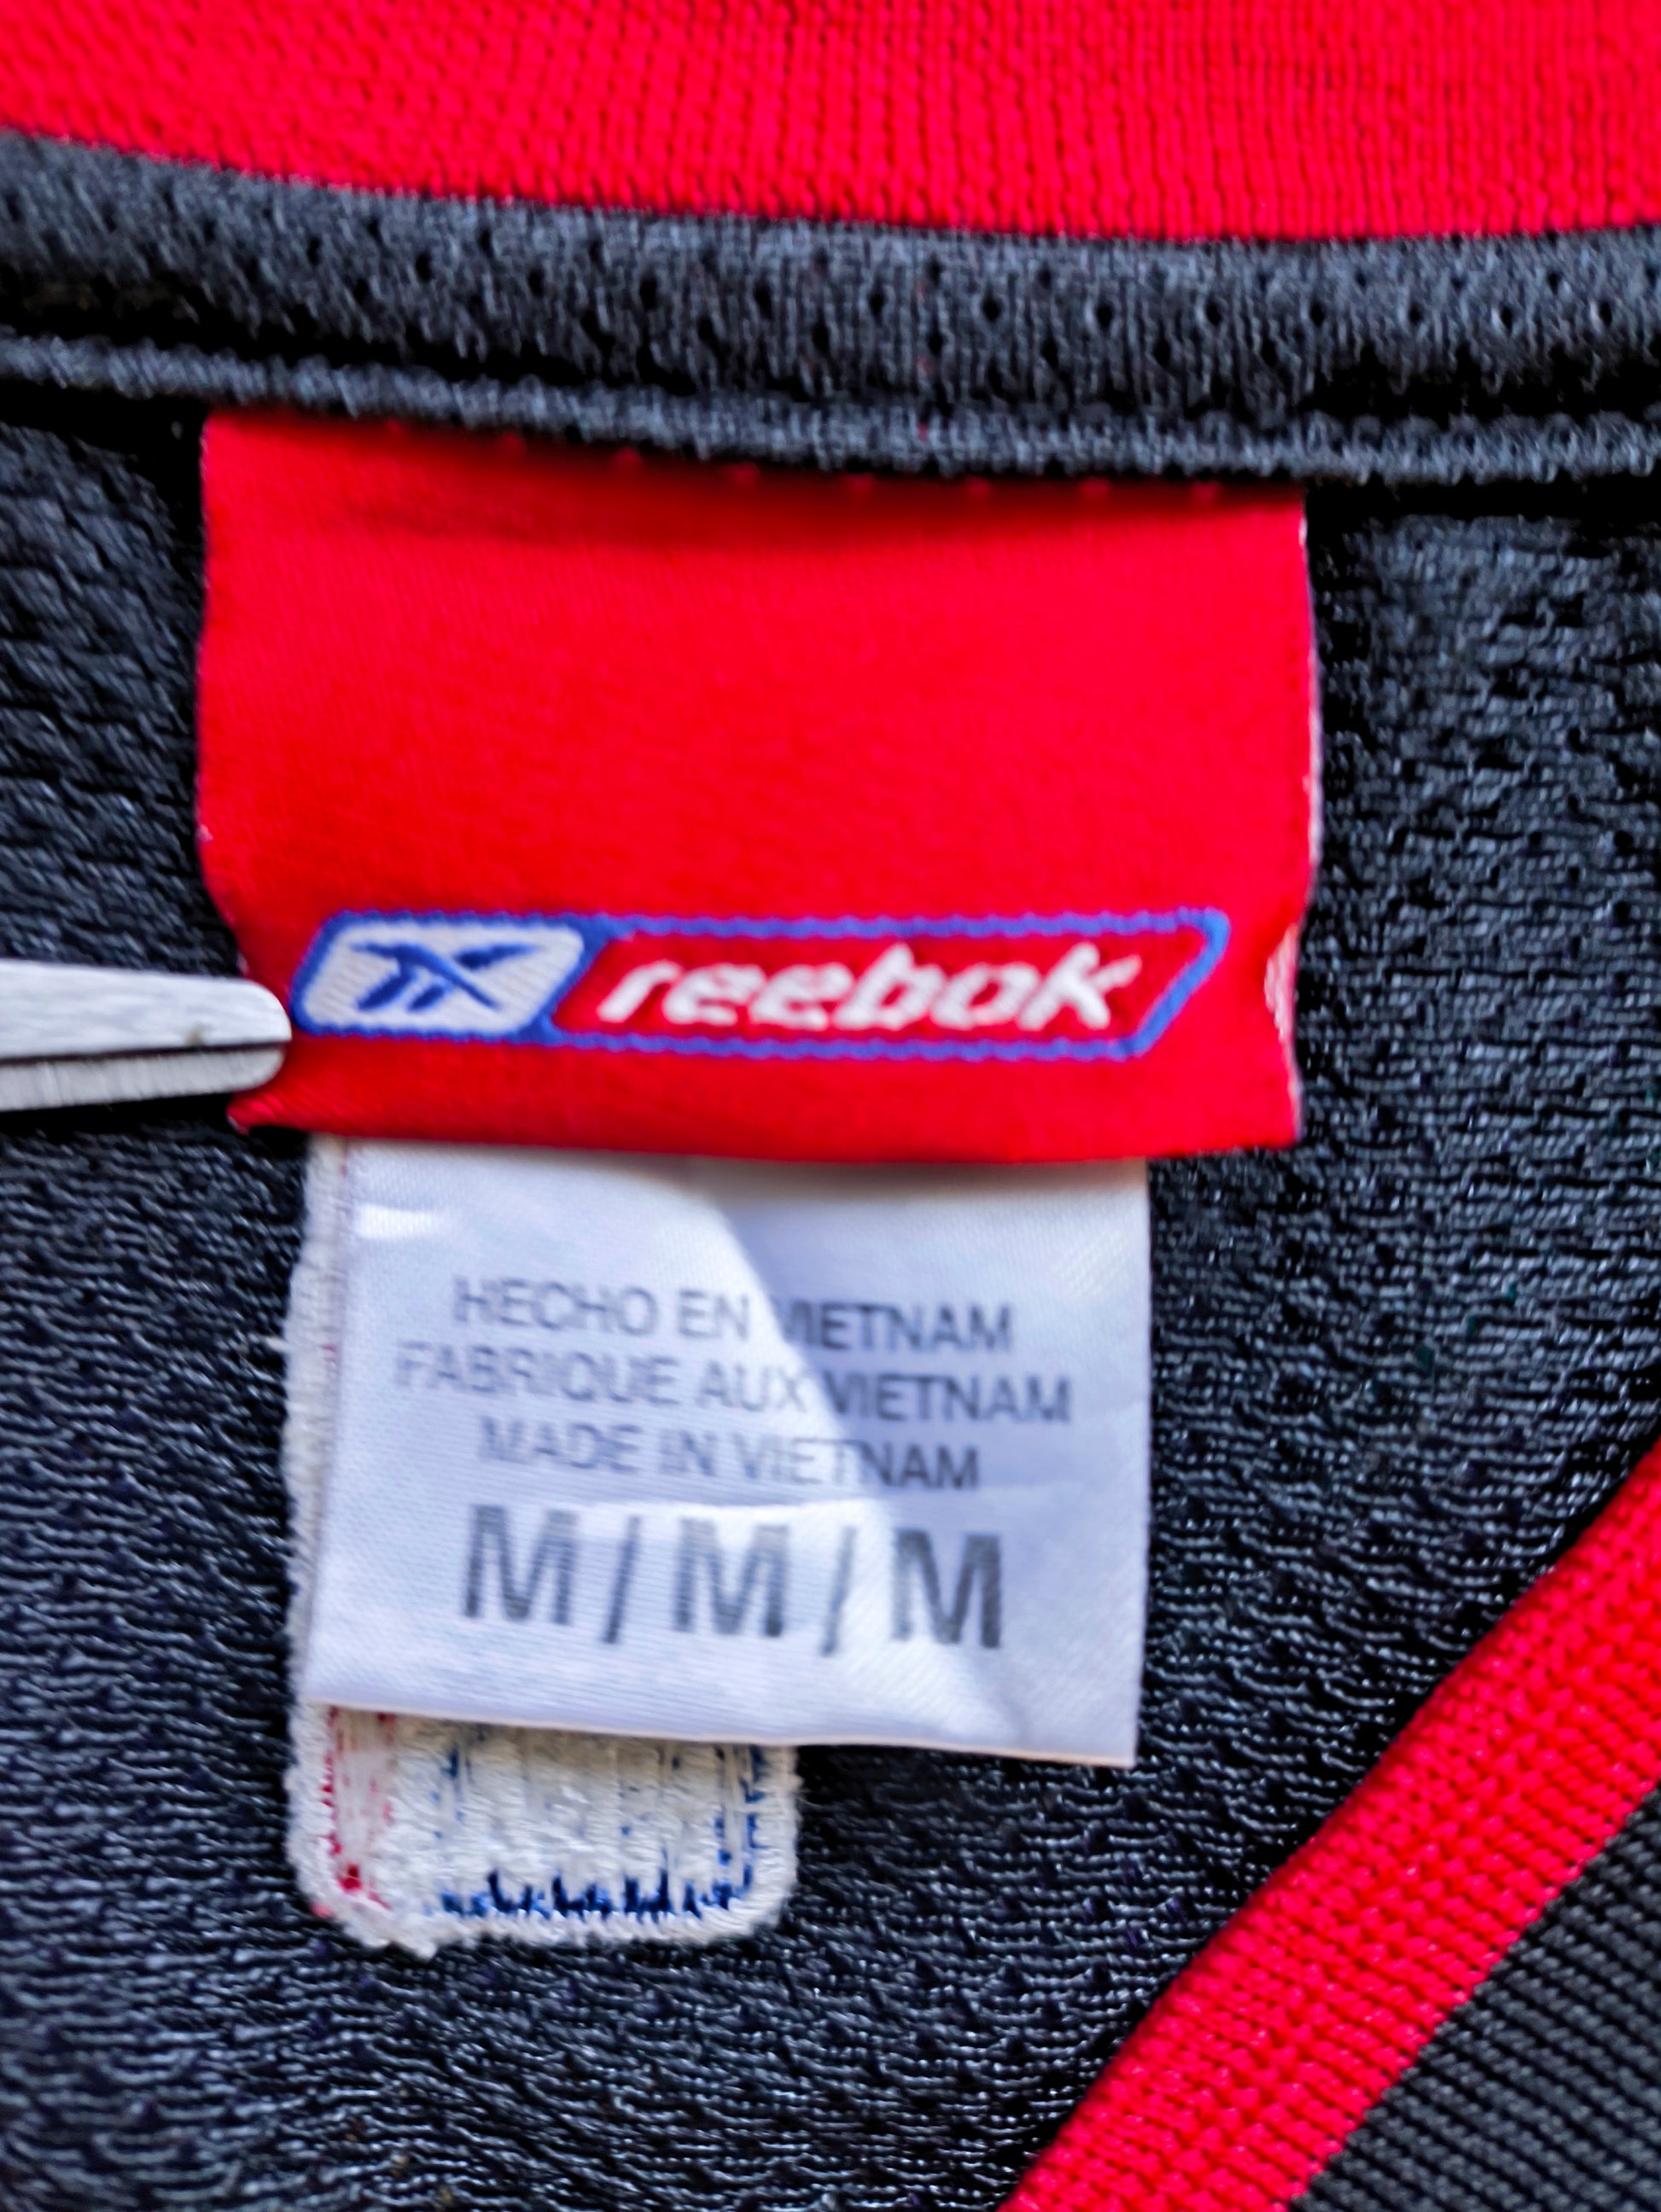 reebok
HECHO EN VIETNAM
FABRIQUE AUX VIETNAM
MADE IN VIETNAM
M/M/M